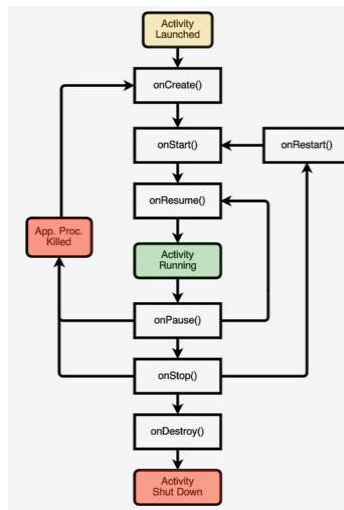 Activity
Launched
onCreate()
onStart()
onRestart()
onResume()
App. Proc.
Killed
Activity
Running
onPause()
onStop()
onDestroy()
Activity
Shut Down